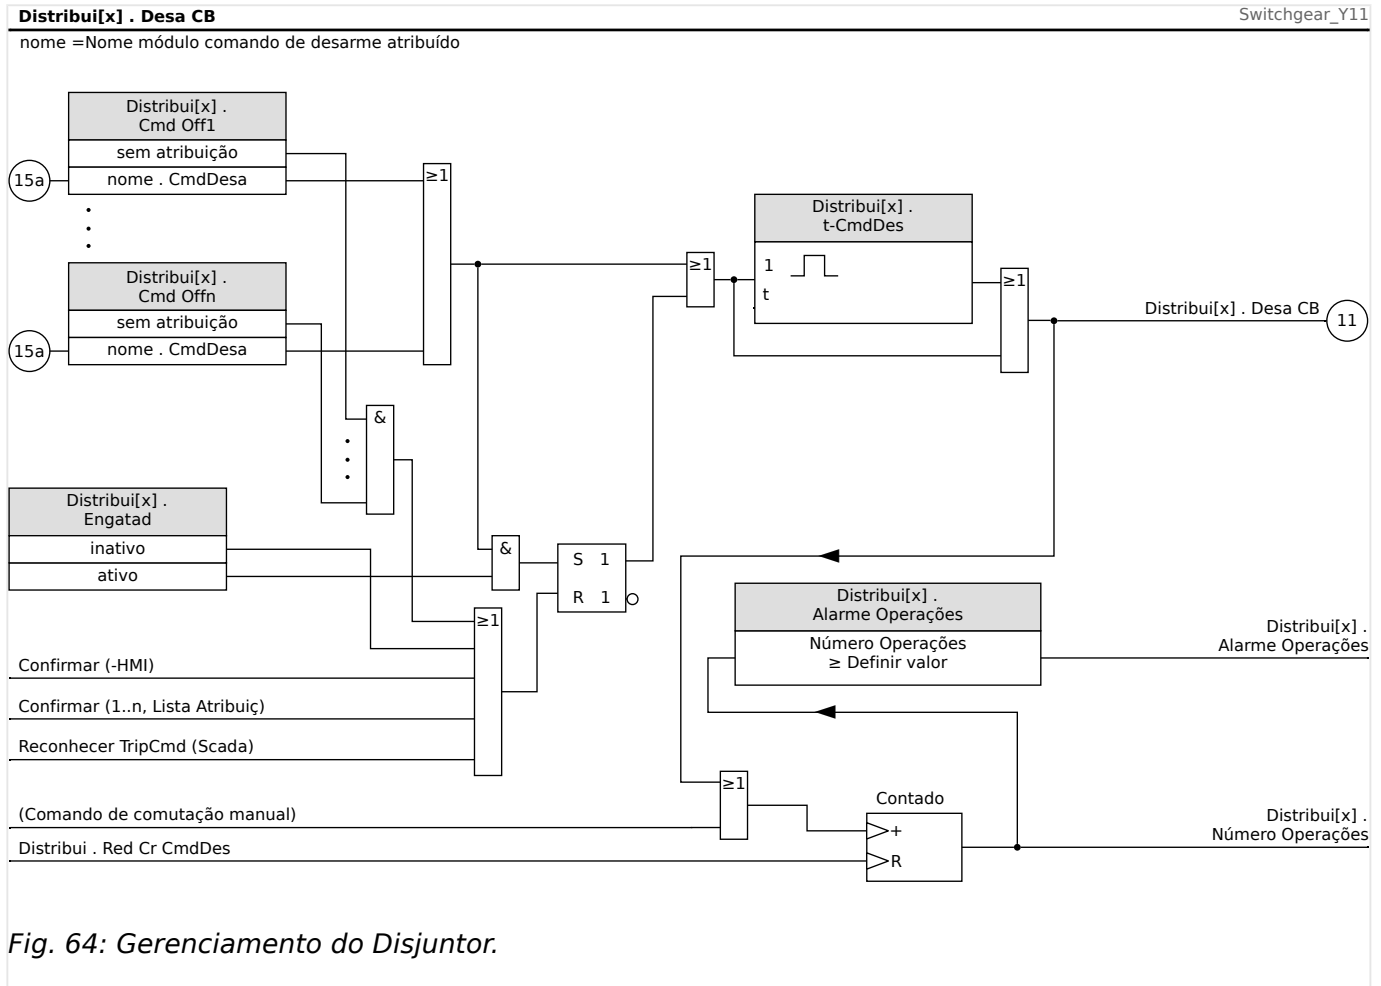 Distribui[x] . Desa CB
Switchgear_Y11
nome =Nome módulo comando de desarme atribuído
Distribui[x] .
Cmd Off1
sem atribuição
15a
nome . CmdDesa
≥1
Distribui[x] .
t-CmdDes
1
t
≥1
≥1
Distribui[x] .
Cmd Offn
sem atribuição
15a
nome . CmdDesa
Distribui[x] . Desa CB
11
&
Distribui[x] .
Engatad
inativo
ativo
&
S 1
R 1
≥1
Distribui[x] .
Alarme Operações
Número Operações
≥ Definir valor
Distribui[x] .
Alarme Operações
Confirmar (-HMI)
Confirmar (1..n, Lista Atribuiç)
Reconhecer TripCmd (Scada)
≥1
(Comando de comutação manual)
Distribui . Red Cr CmdDes
Contado
+
R
Distribui[x] .
Número Operações
Fig. 64: Gerenciamento do Disjuntor.